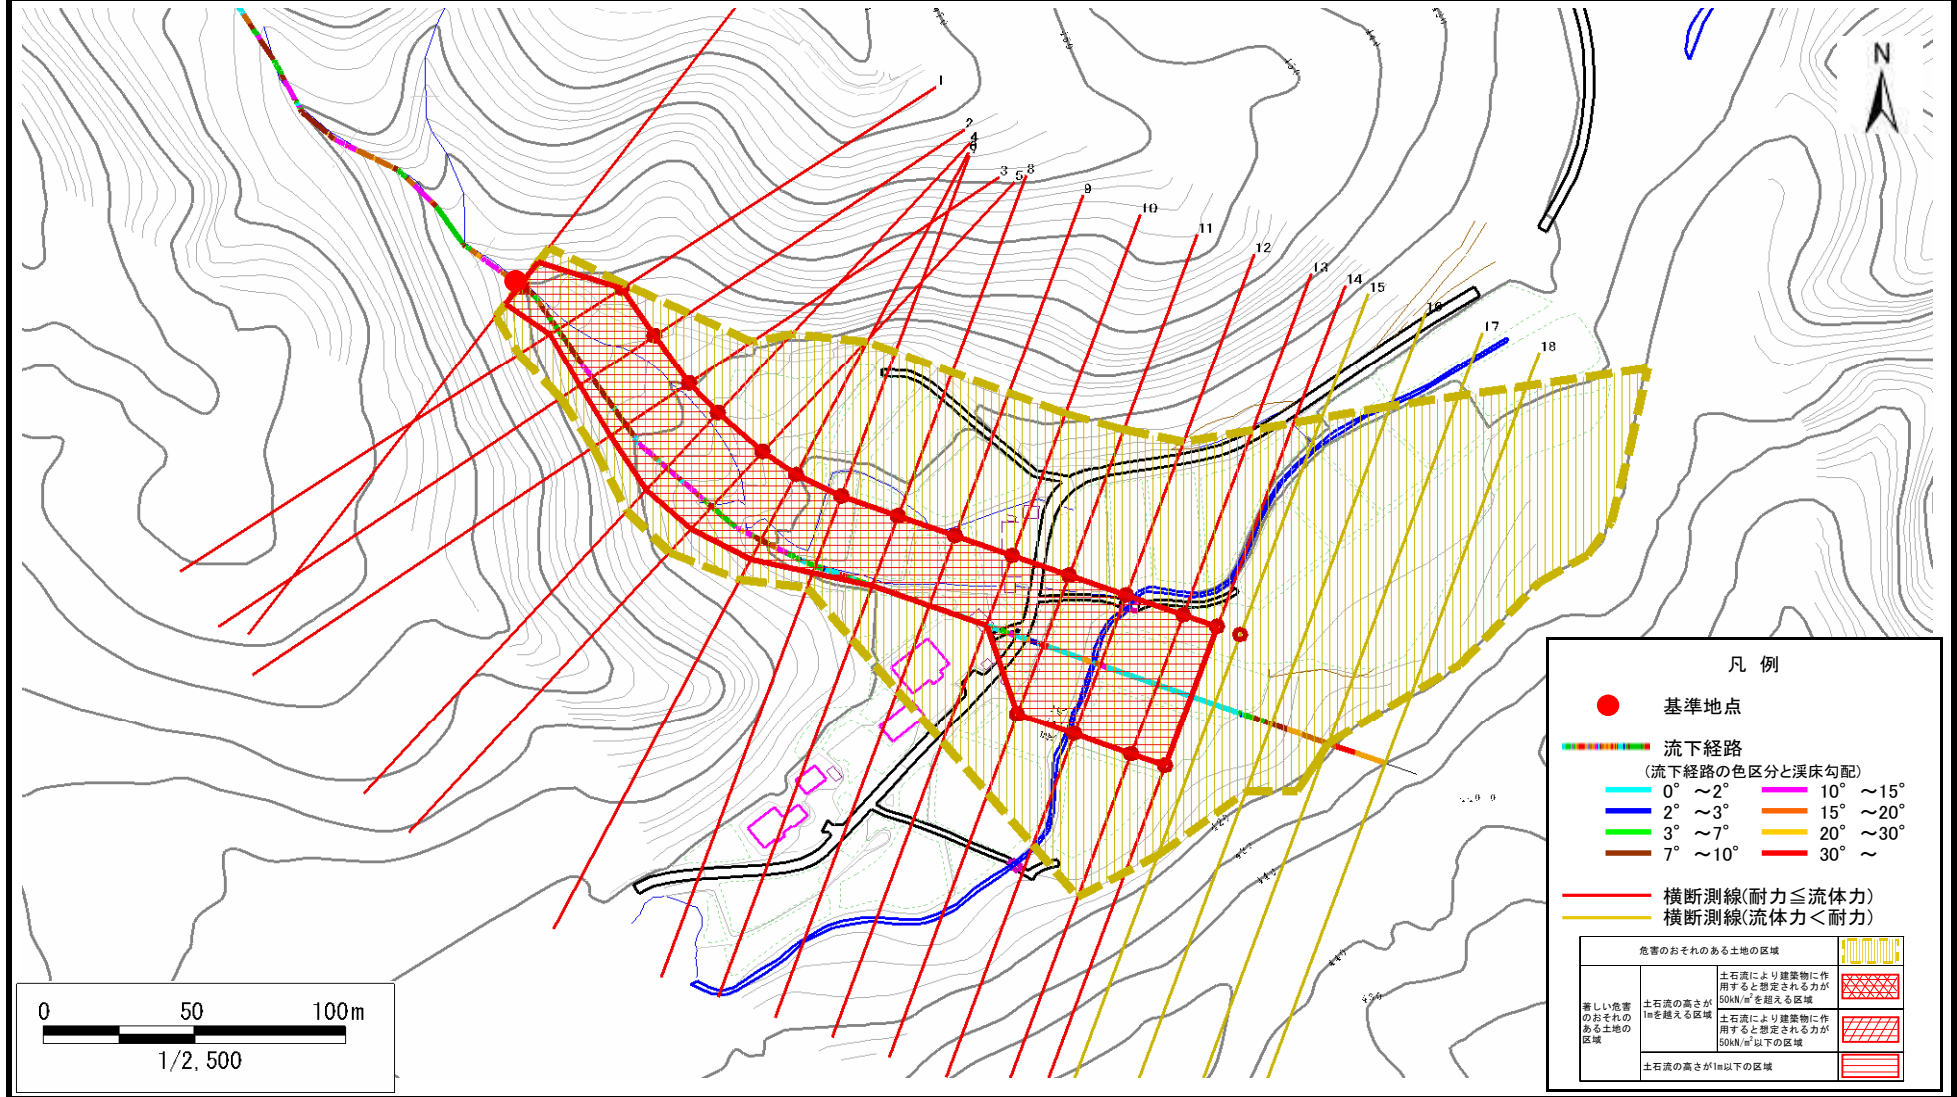 N
1
2
4
6
7
3
5
8
9
10
11
12
13
14
15
16
17
18
凡 例
基準地点
流下経路
(流下経路の色区分と渓床勾配)
0° ～2°
10° ～15°
2° ～3°
15° ～20°
3° ～7°
20° ～30°
7° ～10°
30° ～
横断測線(耐力≦流体力)
横断測線(流体力＜耐力)
危害のおそれのある土地の区域
著しい危害
のおそれの
ある土地の
区域
土石流の高さが
1mを越える区域
土石流により建築物に作
用すると想定される力が
50kN/m²を超える区域
土石流により建築物に作
用すると想定される力が
50kN/m²以下の区域
土石流の高さが1m以下の区域
0
50
100m
1/2,500